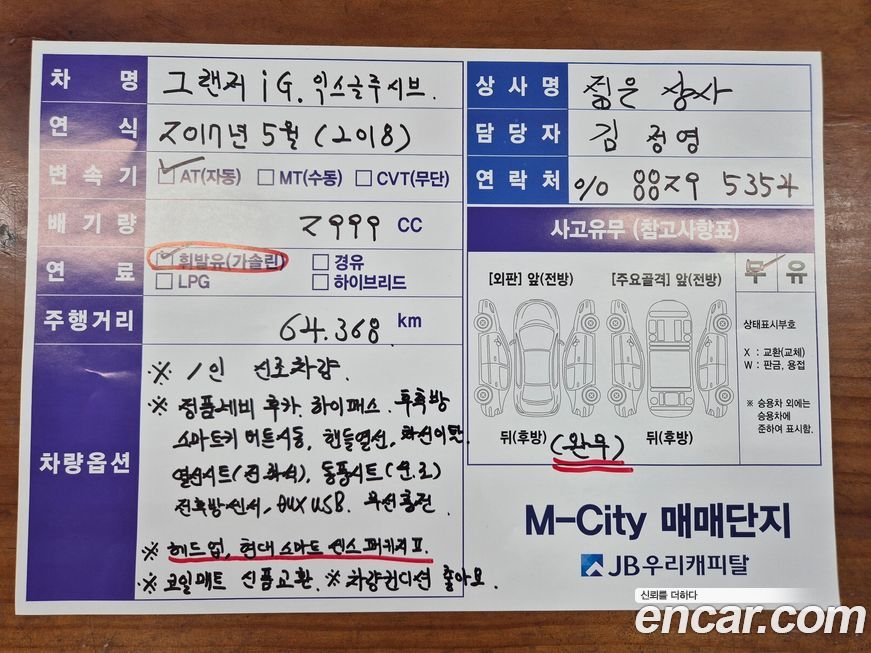 차 명 그랜저 iG. 익스클루시브.
연 식 2017년 5월 (2018)
변 속 기 AT(자동) MT(수동) CVT(무단)
배 기 량 2999 CC
연 료 휘발유(가솔린) 경유
LPG 하이브리드
주행거리 64.368 km
차량옵션
※ 1인 신조차량.
※ 정품네비 후카. 하이패스. 후측방
스마트키 버튼시동, 핸들열선,
열선시트(전좌석), 통풍시트(
전후방센서, AUX USB. 무선충전
※ 헤드업, 현대 스마트 센스 패키지 II.
※ 코일매트 신품교환. ※ 차량컨디션 좋아요.
상 사 명 젊은 상사
담 당 자 김 정영
연 락 처 010 8829 5354
사고유무 (참고사항표)
무 유
[외판] 앞(전방) [주요골격] 앞(전방)
상태표시부호
X : 교환(교체)
W : 판금, 용접
※ 승용차 외에는
승용차에
준하여 표시함.
뒤(후방) (완무) 뒤(후방)
M-City 매매단지
JB우리캐피탈
신뢰를 더하다
encar.com